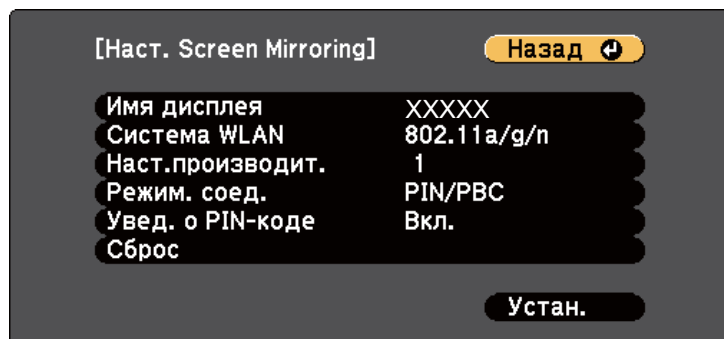 [Наст. Screen Mirroring] Назад
Имя дисплея XXXXX
Система WLAN 802.11a/g/n
Наст.производит. 1
Режим. соед. PIN/PBC
Увед. о PIN-коде Вкл.
Сброс
Устан.